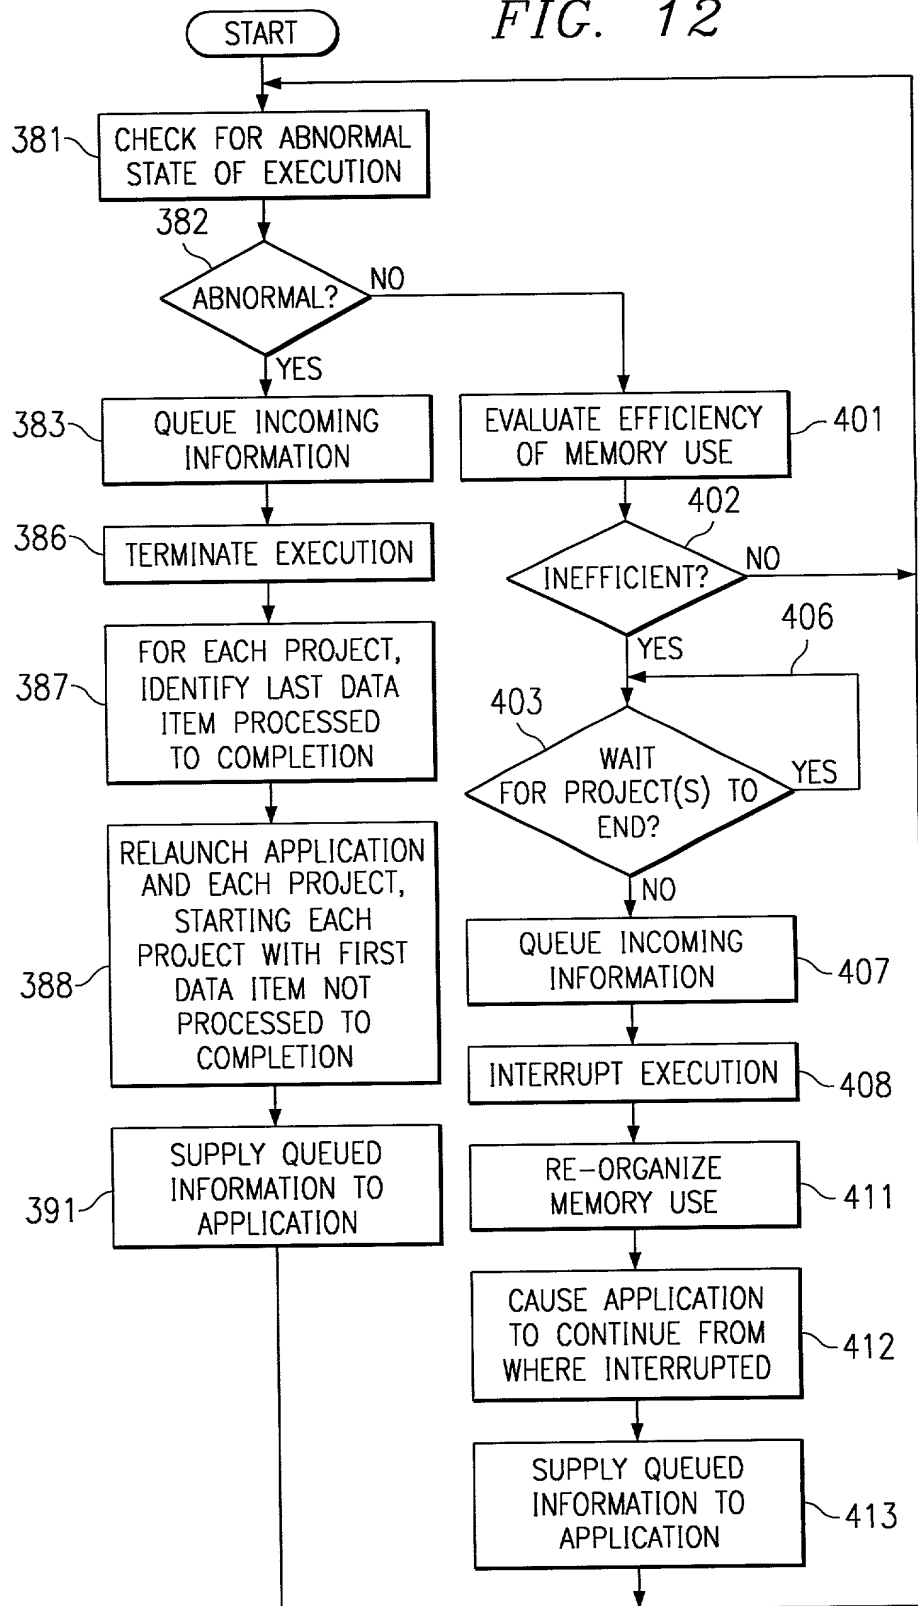 FIG. 12
START
381
CHECK FOR ABNORMAL
STATE OF EXECUTION
382
ABNORMAL?
NO
YES
383
QUEUE INCOMING
INFORMATION
386
TERMINATE EXECUTION
387
FOR EACH PROJECT,
IDENTIFY LAST DATA
ITEM PROCESSED
TO COMPLETION
388
RELAUNCH APPLICATION
AND EACH PROJECT,
STARTING EACH
PROJECT WITH FIRST
DATA ITEM NOT
PROCESSED TO
COMPLETION
391
SUPPLY QUEUED
INFORMATION TO
APPLICATION
EVALUATE EFFICIENCY
OF MEMORY USE
401
402
INEFFICIENT?
NO
YES
406
403
WAIT
FOR PROJECT(S) TO
END?
YES
NO
QUEUE INCOMING
INFORMATION
407
INTERRUPT EXECUTION
408
RE-ORGANIZE
MEMORY USE
411
CAUSE APPLICATION
TO CONTINUE FROM
WHERE INTERRUPTED
412
SUPPLY QUEUED
INFORMATION TO
APPLICATION
413